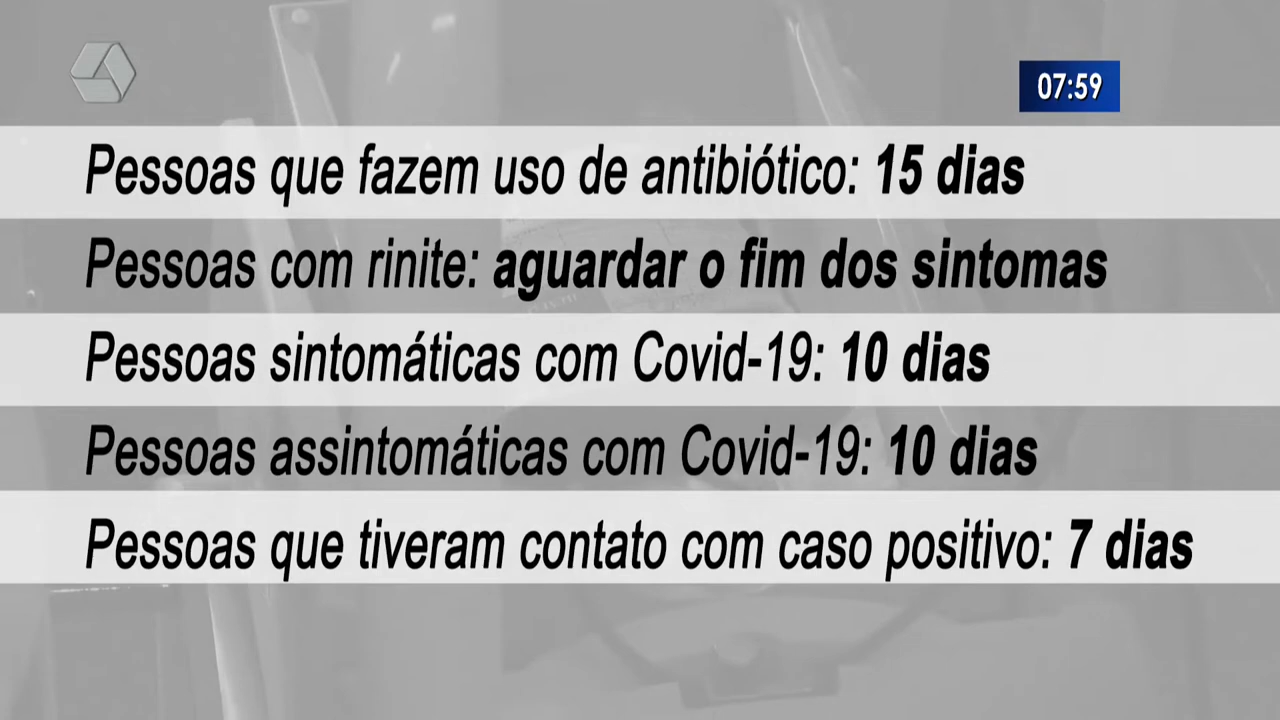 07:59
Pessoas que fazem uso de antibiótico: 15 dias
Pessoas com rinite: aguardar o fim dos sintomas
Pessoas sintomáticas com Covid-19: 10 dias
Pessoas assintomáticas com Covid-19: 10 dias
Pessoas que tiveram contato com caso positivo: 7 dias